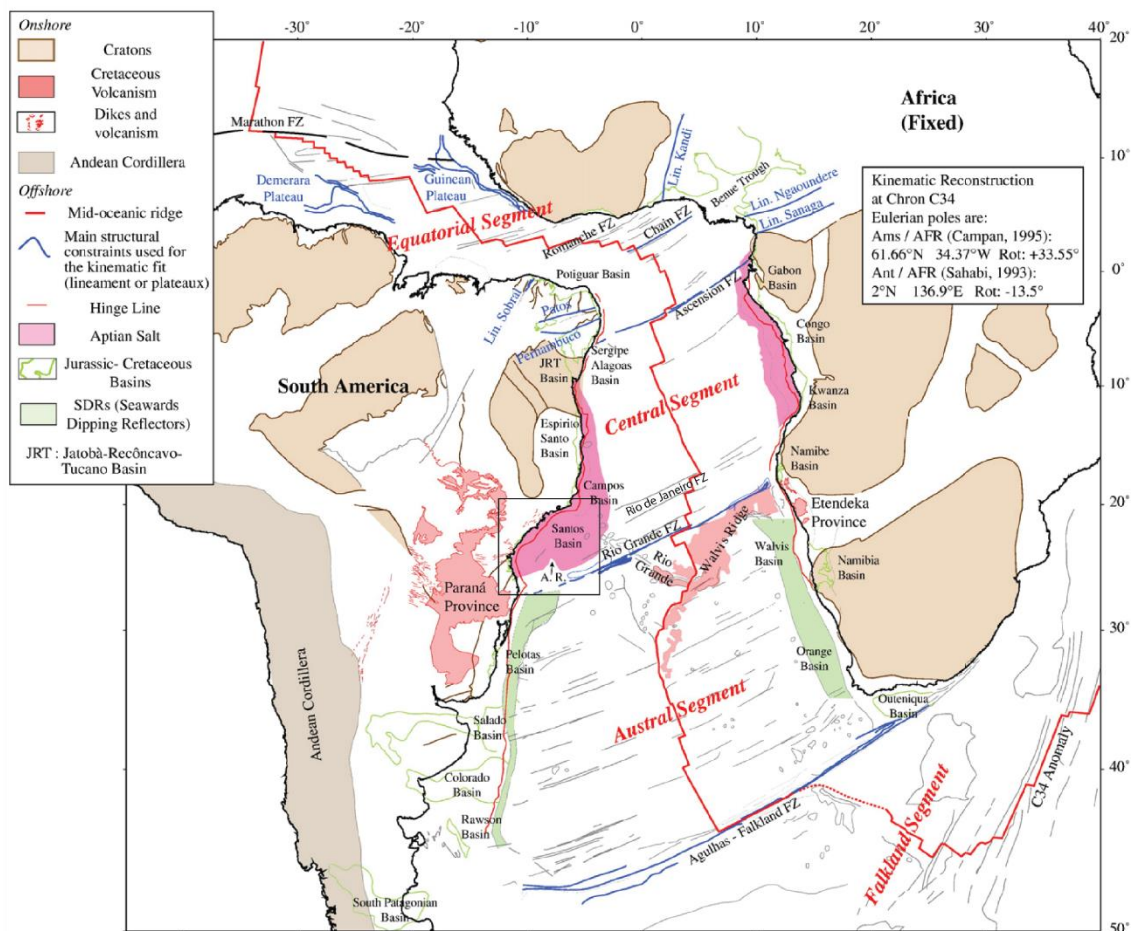 Onshore
Cratons
Cretaceous
Volcanism
Dikes and
volcanism
Andean Cordillera
Offshore
Mid-oceanic ridge
Main structural
constraints used for
the kinematic fit
(lineament or plateaux)
Hinge Line
Aptian Salt
Jurassic- Cretaceous
Basins
SDRs (Seawards
Dipping Reflectors)
JRT : Jatobà-Recôncavo-
Tucano Basin
-30°
-20°
-10°
0°
10°
20°
30°
40°
20°
10°
0°
10°
20°
30°
40°
50°
Africa
(Fixed)
Kinematic Reconstruction
at Chron C34
Eulerian poles are:
Ams / AFR (Campan, 1995):
61.66°N 34.37°W Rot: +33.55°
Ant / AFR (Sahabi, 1993):
2°N 136.9°E Rot: -13.5°
Marathon FZ
Demerara
Plateau
Guinean
Plateau
Equatorial Segment
Romanche FZ
Chain FZ
Lin. Kandi
Benue Trough
Lin. Ngaoundere
Lin. Sanaga
Potiguar Basin
Ascension FZ
Gabon
Basin
Lin. Sobral
Patos
Pernambuco
Congo
Basin
South America
JRT
Basin
Sergipe
Alagoas
Basin
Central Segment
Kwanza
Basin
Espirito
Santo
Basin
Namibe
Basin
Campos
Basin
Rio de Janeiro FZ
Etendeka
Province
Santos
Basin
A. R.
Rio Grande FZ
Rio
Grande
Walvis Ridge
Walvis
Basin
Namibia
Basin
Paraná
Province
Pelotas
Basin
Orange
Basin
Andean Cordillera
Austral Segment
Outeniqua
Basin
Salado
Basin
Colorado
Basin
Rawson
Basin
Agulhas - Falkland FZ
Falkland Segment
C34 Anomaly
South Patagonian
Basin